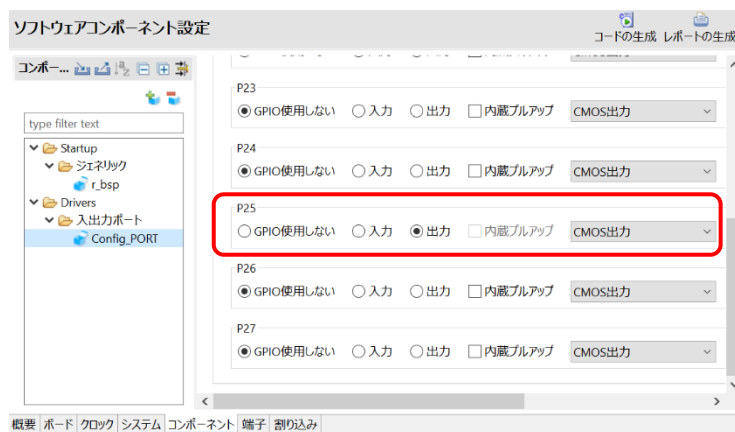 ソフトウェアコンポーネント設定
コードの生成 レポートの生成
コンポー...
type filter text
Startup
ジェネリック
r_bsp
Drivers
入出力ポート
Config_PORT
P23
GPIO使用しない 入力 出力 内蔵プルアップ CMOS出力
P24
GPIO使用しない 入力 出力 内蔵プルアップ CMOS出力
P25
GPIO使用しない 入力 出力 内蔵プルアップ CMOS出力
P26
GPIO使用しない 入力 出力 内蔵プルアップ CMOS出力
P27
GPIO使用しない 入力 出力 内蔵プルアップ CMOS出力
概要 ボード クロック システム コンポーネント 端子 割り込み